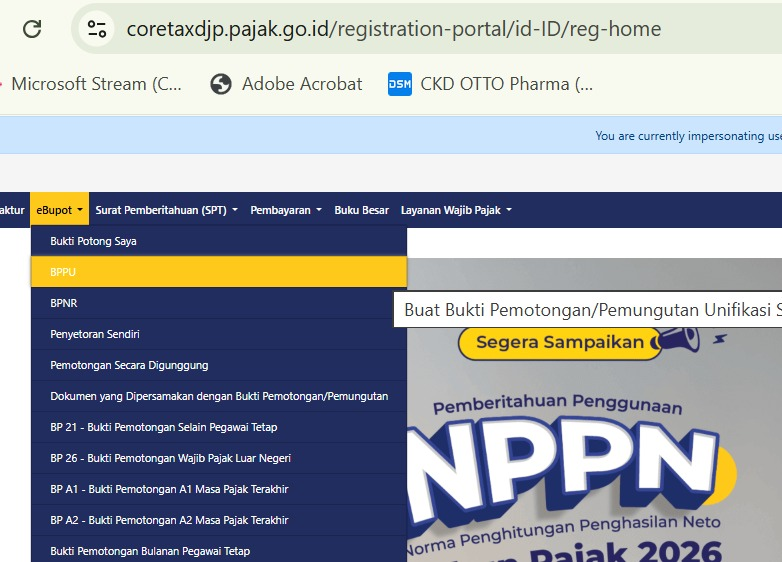 coretaxdjp.pajak.go.id/registration-portal/id-ID/reg-home
Microsoft Stream (C... Adobe Acrobat DSM CKD OTTO Pharma (...
You are currently impersonating
eBupot Surat Pemberitahuan (SPT) Pembayaran Buku Besar Layanan Wajib Pajak
Bukti Potong Saya
BPPU
BPNR
Buat Bukti Pemotongan/Pemungutan Unifikasi
Penyetoran Sendiri
Segera Sampaikan
Pemotongan Secara Digunggung
Dokumen yang Dipersamakan dengan Bukti Pemotongan/Pemungutan
Pemberitahuan Penggunaan
BP 21 - Bukti Pemotongan Selain Pegawai Tetap
NPPN
BP 26 - Bukti Pemotongan Wajib Pajak Luar Negeri
BP A1 - Bukti Pemotongan A1 Masa Pajak Terakhir
BP A2 - Bukti Pemotongan A2 Masa Pajak Terakhir
Norma Penghitungan Penghasilan Neto
Bukti Pemotongan Bulanan Pegawai Tetap
Pajak 2026